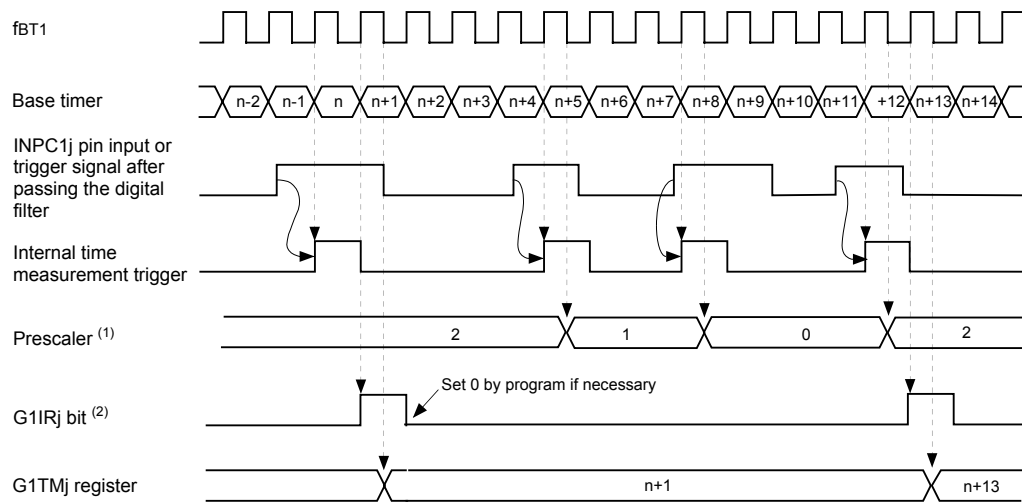 fBT1
Base timer
n-2 n-1 n n+1 n+2 n+3 n+4 n+5 n+6 n+7 n+8 n+9 n+10 n+11 +12 n+13 n+14
INPC1j pin input or
trigger signal after
passing the digital
filter
Internal time
measurement trigger
Prescaler (1)
2 1 0 2
Set 0 by program if necessary
G1IRj bit (2)
G1TMj register
n+1 n+13